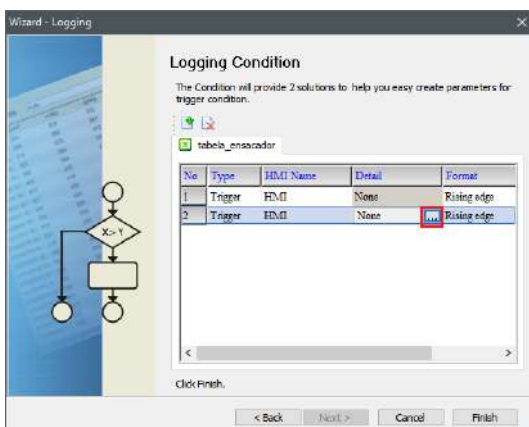 Wizard - Logging
Logging Condition
The Condition will provide 2 solutions to help you easy create parameters for
trigger condition.
tabela_ensacador
No Type HMI Name Detail Format
1 Trigger HMI None Rising edge
2 Trigger HMI None ... Rising edge
X>Y
Click Finish.
< Back Next > Cancel Finish